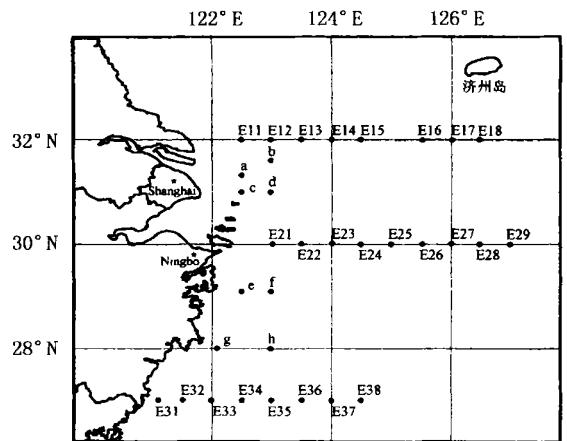 122° E 124° E 126° E
济州岛
32° N
E11 E12 E13 E14 E15 E16 E17 E18
b
a
Shanghai
c d
30° N
E21 E23 E25 E27 E29
E22 E24 E26 E28
Ningbo
e f
28° N
g h
E32 E34 E36 E38
E31 E33 E35 E37